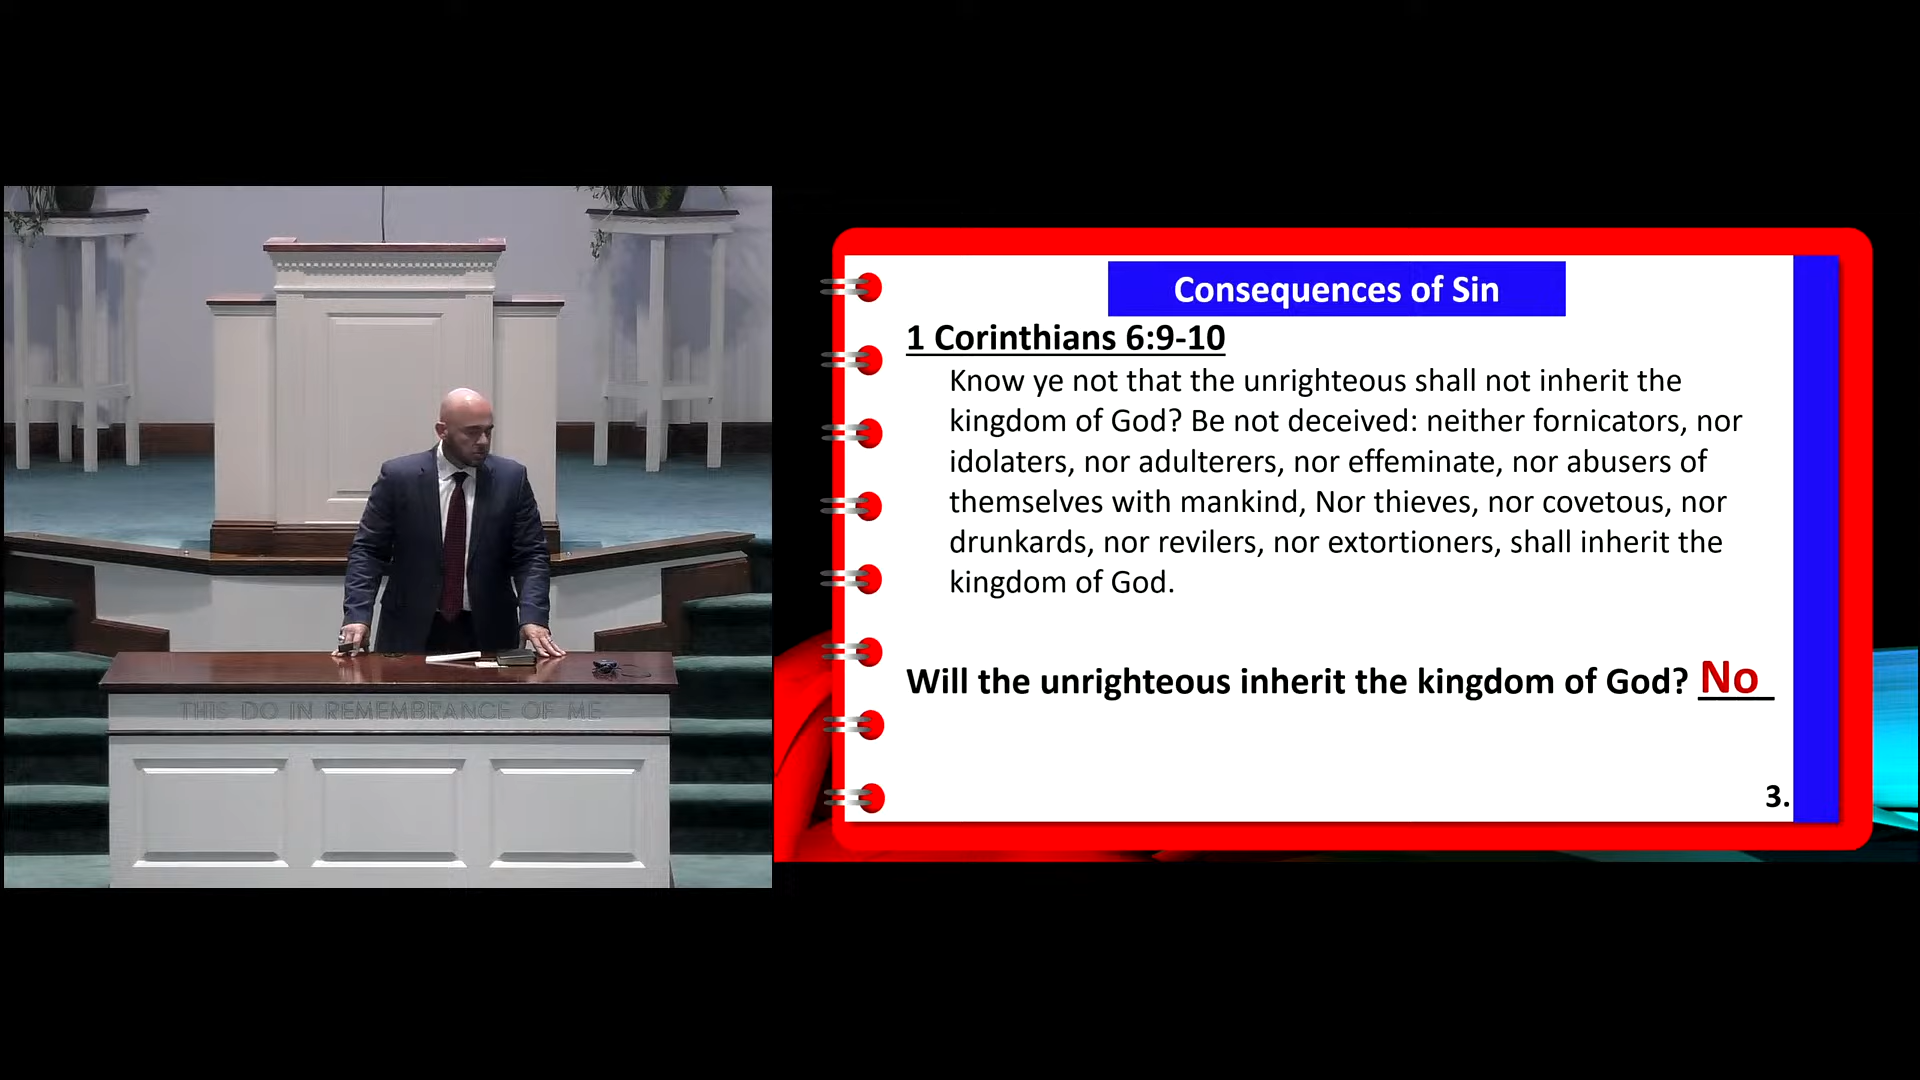 THIS DO IN REMEMBRANCE OF ME
Consequences of Sin
1 Corinthians 6:9-10
Know ye not that the unrighteous shall not inherit the
kingdom of God? Be not deceived: neither fornicators, nor
idolaters, nor adulterers, nor effeminate, nor abusers of
themselves with mankind, Nor thieves, nor covetous, nor
drunkards, nor revilers, nor extortioners, shall inherit the
kingdom of God.
Will the unrighteous inherit the kingdom of God? No
3.